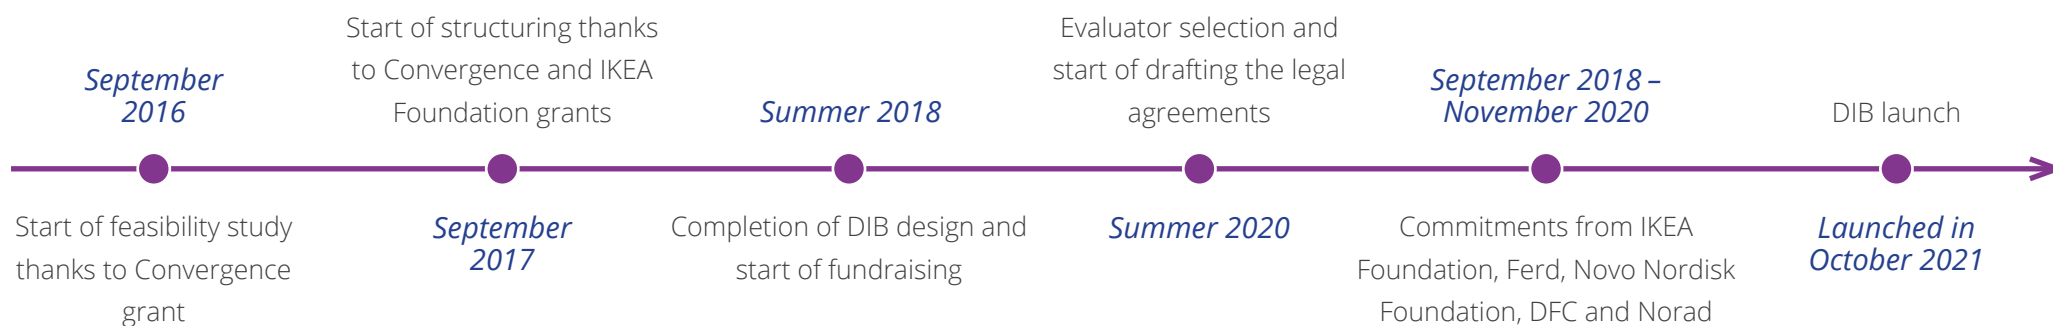 September
2016
Start of feasibility study
thanks to Convergence
grant
Start of structuring thanks
to Convergence and IKEA
Foundation grants
September
2017
Summer 2018
Completion of DIB design and
start of fundraising
Evaluator selection and
start of drafting the legal
agreements
Summer 2020
September 2018 –
November 2020
Commitments from IKEA
Foundation, Ferd, Novo Nordisk
Foundation, DFC and Norad
DIB launch
Launched in
October 2021